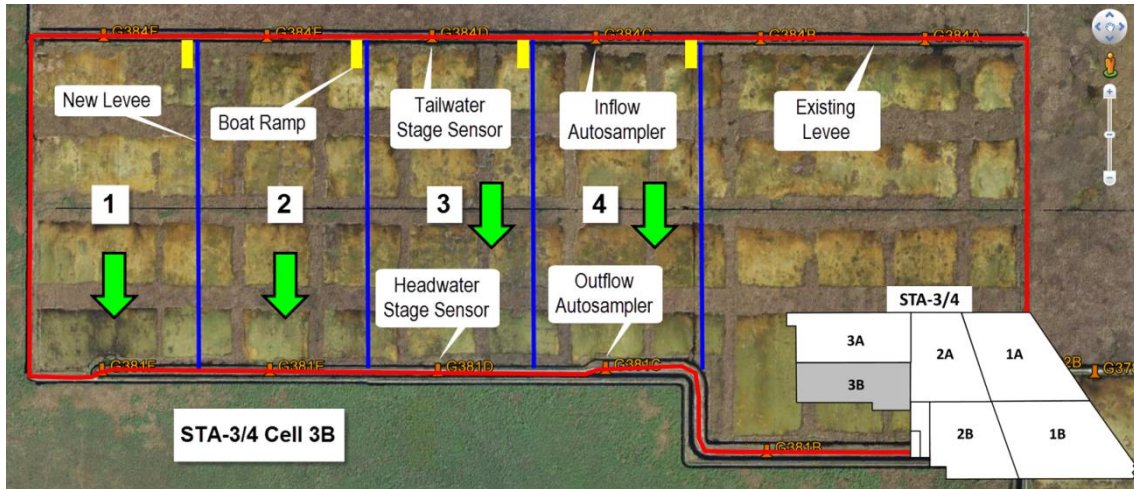 G384F
G384E
G384D
G384C
G384B
G384A
New Levee
Boat Ramp
Tailwater
Stage Sensor
Inflow
Autosampler
Existing
Levee
1
2
3
4
Headwater
Stage Sensor
Outflow
Autosampler
G381F
G381E
G381D
G381C
G381B
STA-3/4 Cell 3B
STA-3/4
3A
2A
1A
3B
2B
1B
2B
G37